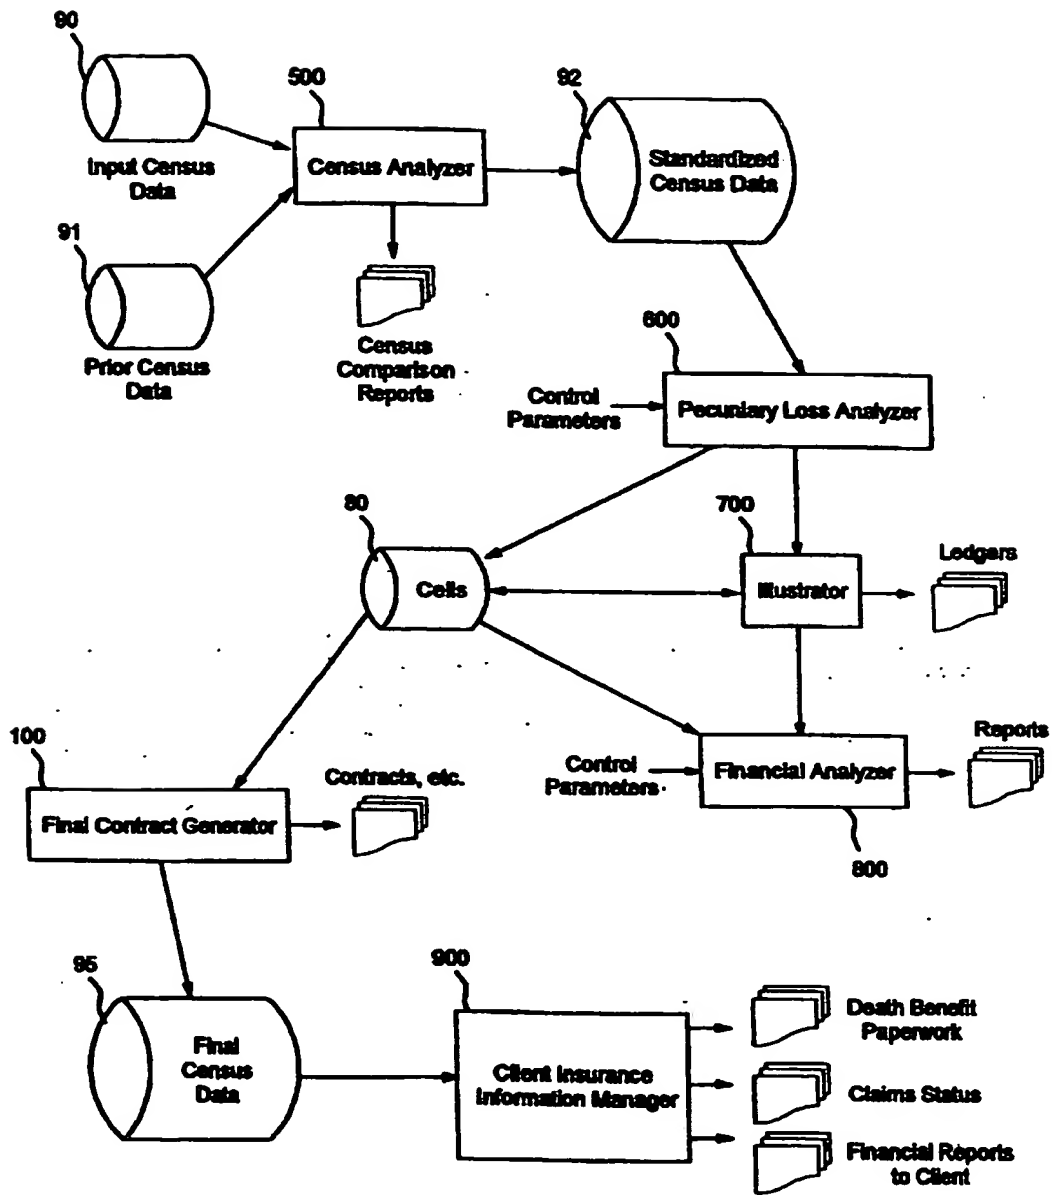 90
500
92
Input Census
Data
Census Analyzer
Standardized
Census Data
91
Prior Census
Data
Census
Comparison
Reports
600
Control
Parameters
Pecuniary Loss Analyzer
80
700
Cells
Illustrator
Ledgers
100
Contracts, etc.
Final Contract Generator
Control
Parameters
Financial Analyzer
Reports
800
95
900
Final
Census
Data
Client Insurance
Information Manager
Death Benefit
Paperwork
Claims Status
Financial Reports
to Client